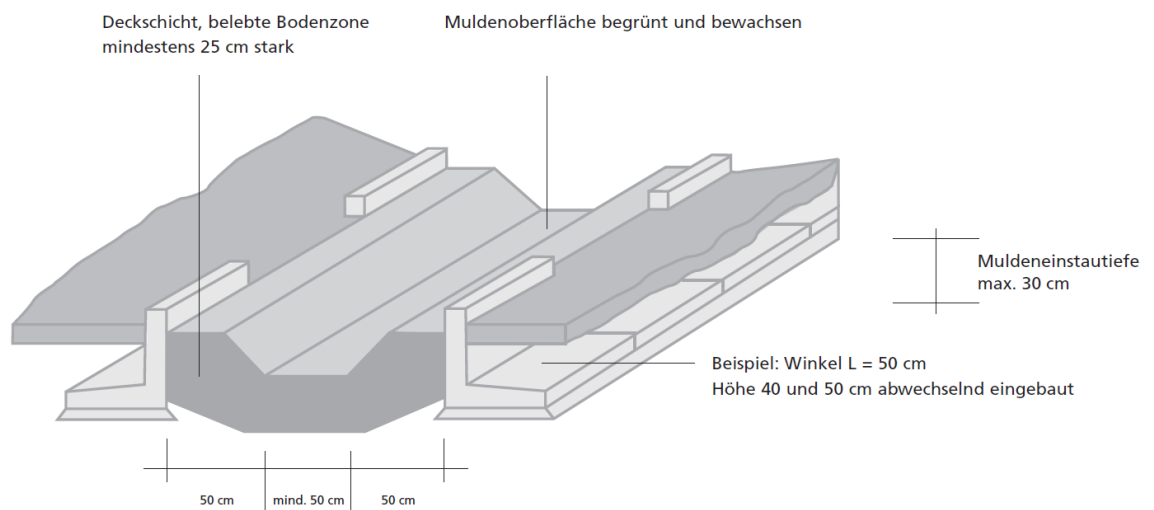 Deckschicht, belebte Bodenzone
mindestens 25 cm stark
Muldenoberfläche begrünt und bewachsen
Muldeneinstautiefe
max. 30 cm
Beispiel: Winkel L = 50 cm
Höhe 40 und 50 cm abwechselnd eingebaut
50 cm
mind. 50 cm
50 cm